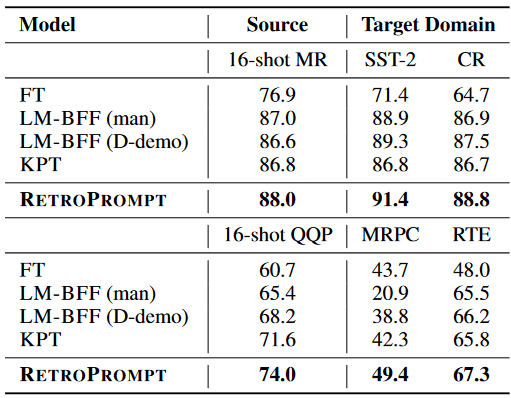 Model Source Target Domain
16-shot MR SST-2 CR
FT 76.9 71.4 64.7
LM-BFF (man) 87.0 88.9 86.9
LM-BFF (D-demo) 86.6 89.3 87.5
KPT 86.8 86.8 86.7
RETROPROMPT 88.0 91.4 88.8
16-shot QQP MRPC RTE
FT 60.7 43.7 48.0
LM-BFF (man) 65.4 20.9 65.5
LM-BFF (D-demo) 68.2 38.8 66.2
KPT 71.6 42.3 65.8
RETROPROMPT 74.0 49.4 67.3